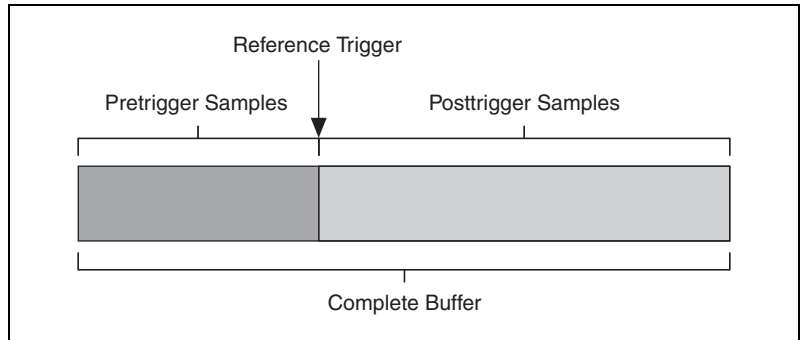 Reference Trigger
Pretrigger Samples
Posttrigger Samples
Complete Buffer